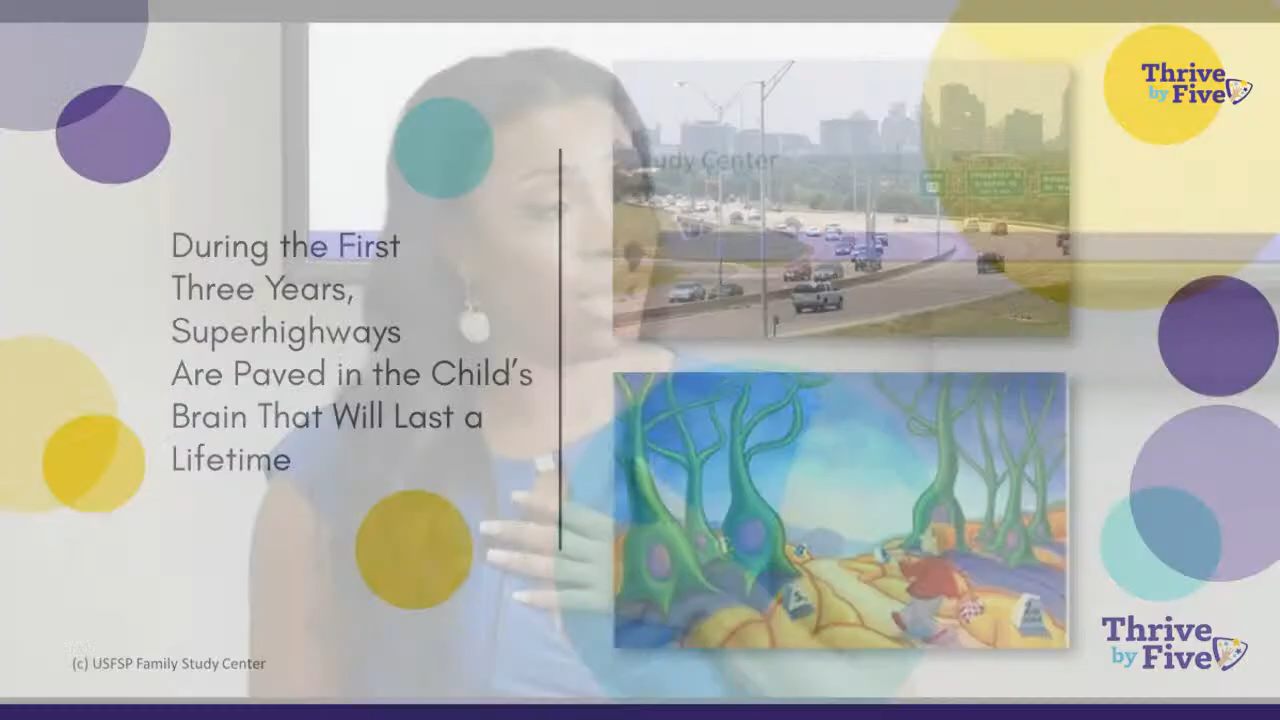 Thrive
by Five
udy Center
During the First
Three Years,
Superhighways
Are Paved in the Child's
Brain That Will Last a
Lifetime
(c) USFSP Family Study Center
Thrive
by Five